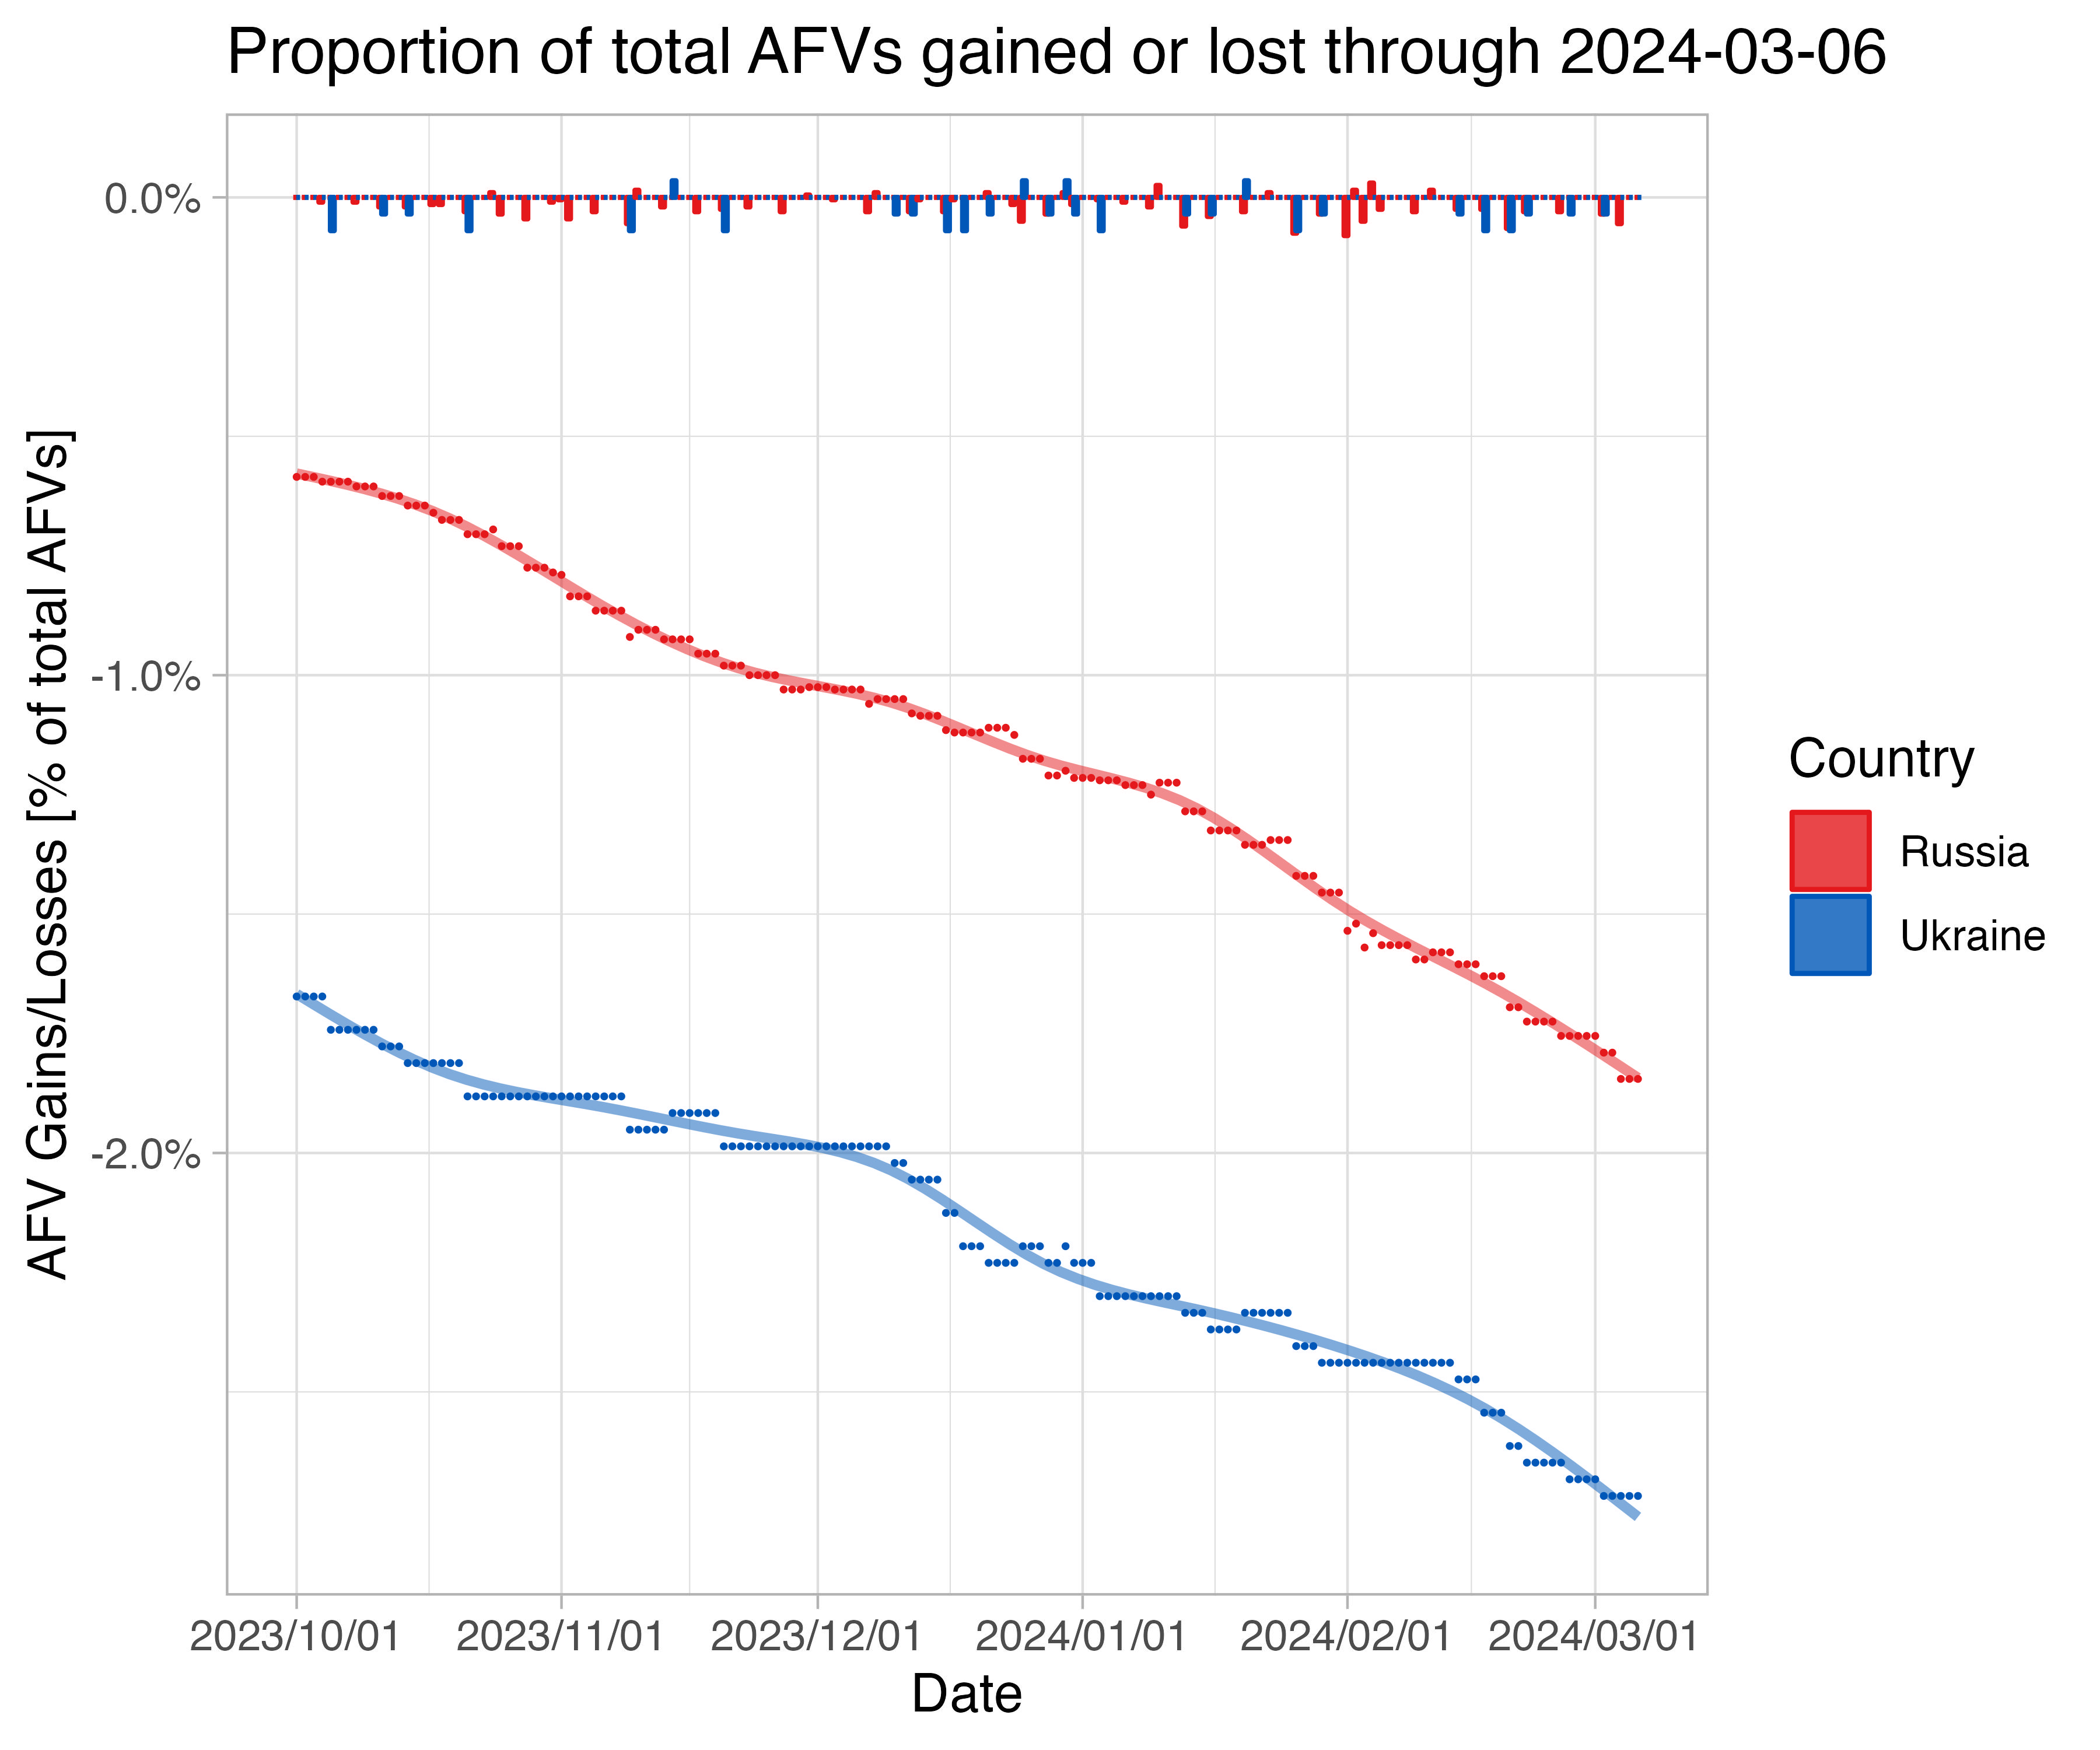 Proportion of total AFVs gained or lost through 2024-03-06
AFV Gains/Losses [% of total AFVs]
0.0%
-1.0%
-2.0%
2023/10/01 2023/11/01 2023/12/01 2024/01/01 2024/02/01 2024/03/01
Date
Country
Russia
Ukraine